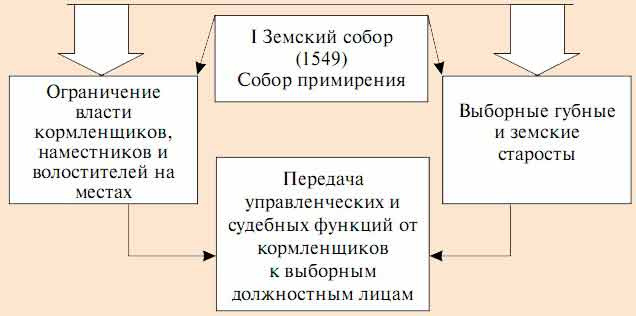 I Земский собор
(1549)
Собор примирения
Ограничение
власти
кормленщиков,
наместников и
волостителей на
местах
Выборные губные
и земские
старосты
Передача
управленческих и
судебных функций от
кормленщиков
к выборным
должностным лицам